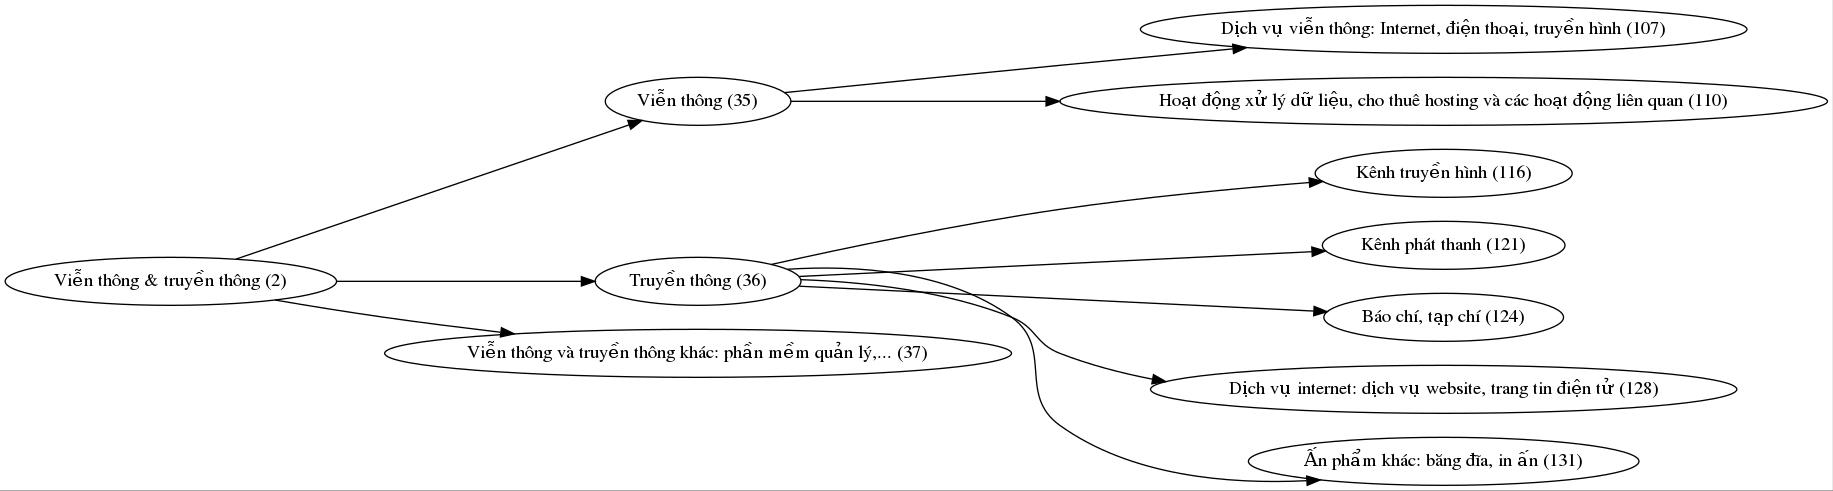 Dịch vụ viễn thông: Internet, điện thoại, truyền hình (107)
Viễn thông (35)
Hoạt động xử lý dữ liệu, cho thuê hosting và các hoạt động liên quan (110)
Kênh truyền hình (116)
Kênh phát thanh (121)
Viễn thông & truyền thông (2)
Truyền thông (36)
Báo chí, tạp chí (124)
Viễn thông và truyền thông khác: phần mềm quản lý,... (37)
Dịch vụ internet: dịch vụ website, trang tin điện tử (128)
Ấn phẩm khác: băng đĩa, in ấn (131)